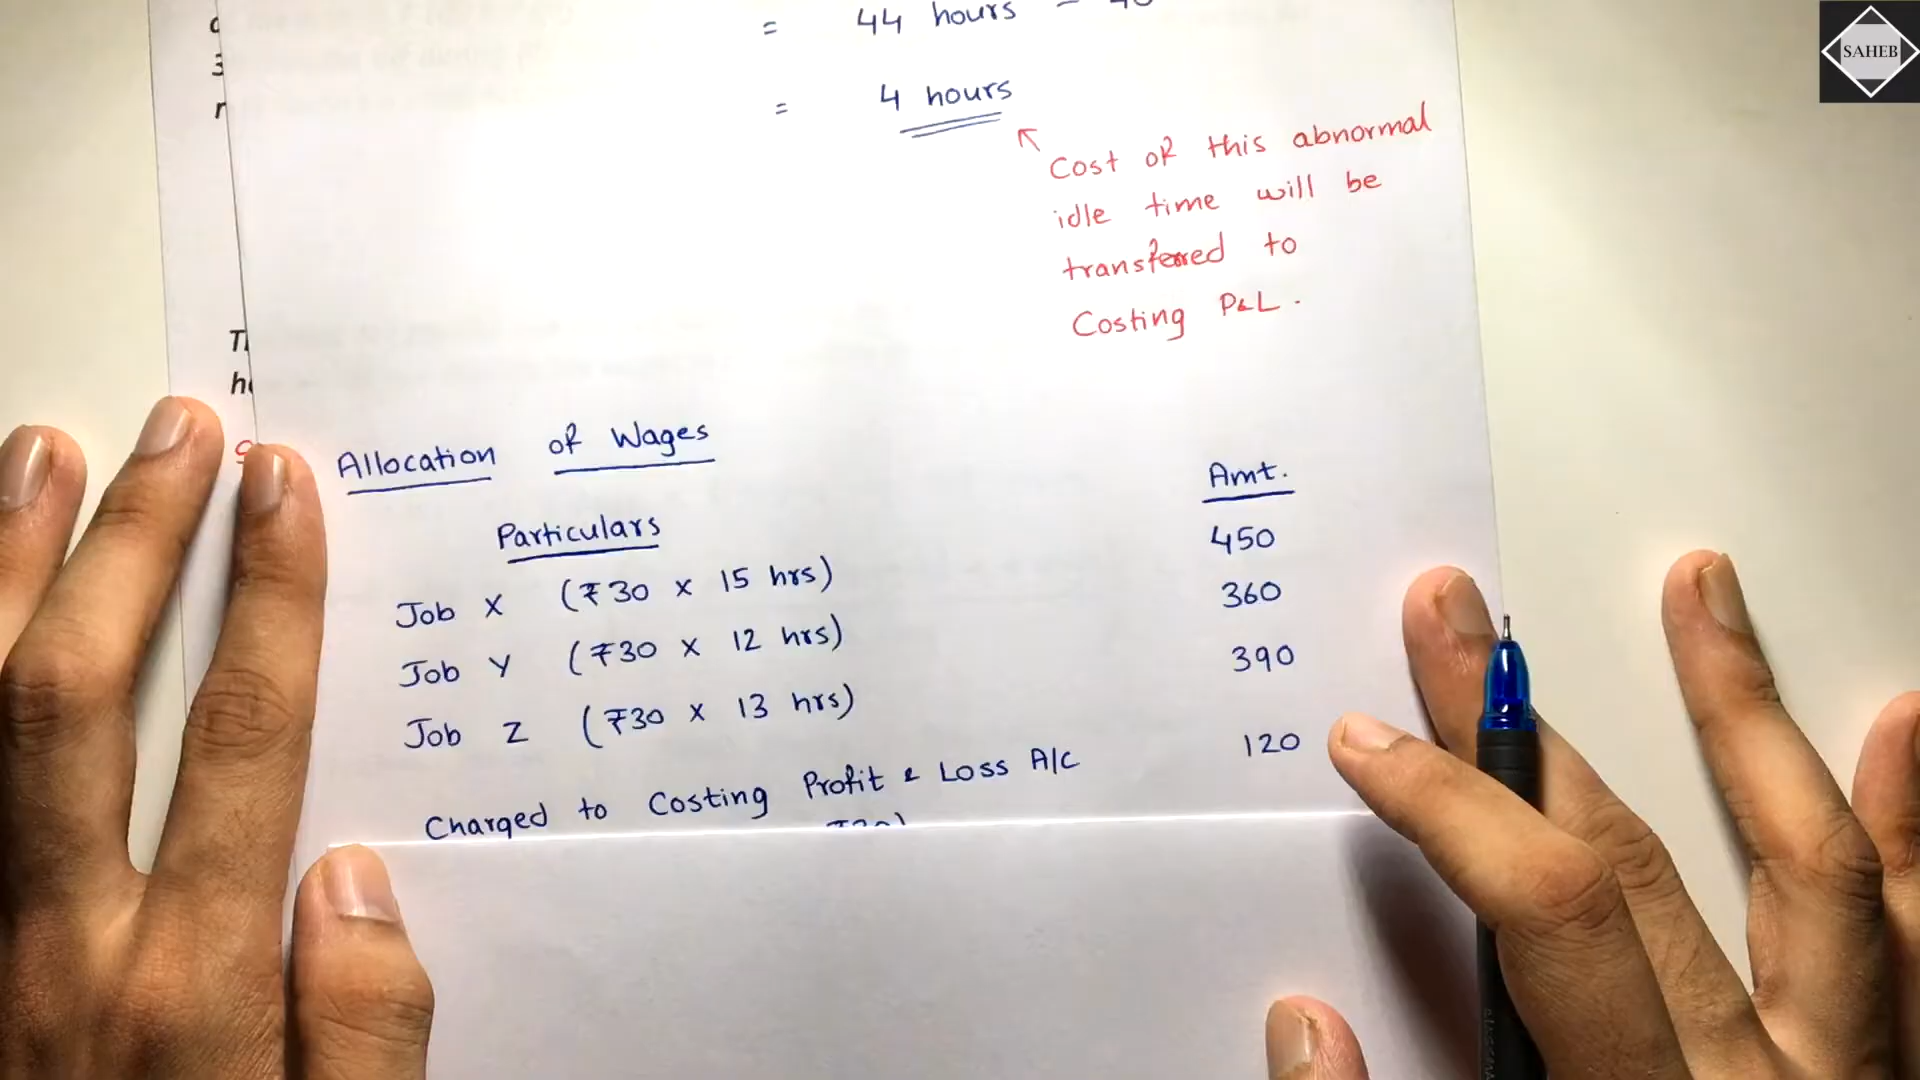 = 44 hours -
= 4 hours
Cost of this abnormal
idle time will be
transferred to
Costing P&L.
Allocation of Wages
Particulars Amt.
Job X (₹30 × 15 hrs) 450
Job Y (₹30 × 12 hrs) 360
Job Z (₹30 × 13 hrs) 390
Charged to Costing Profit & Loss A/c 120
SAHEB